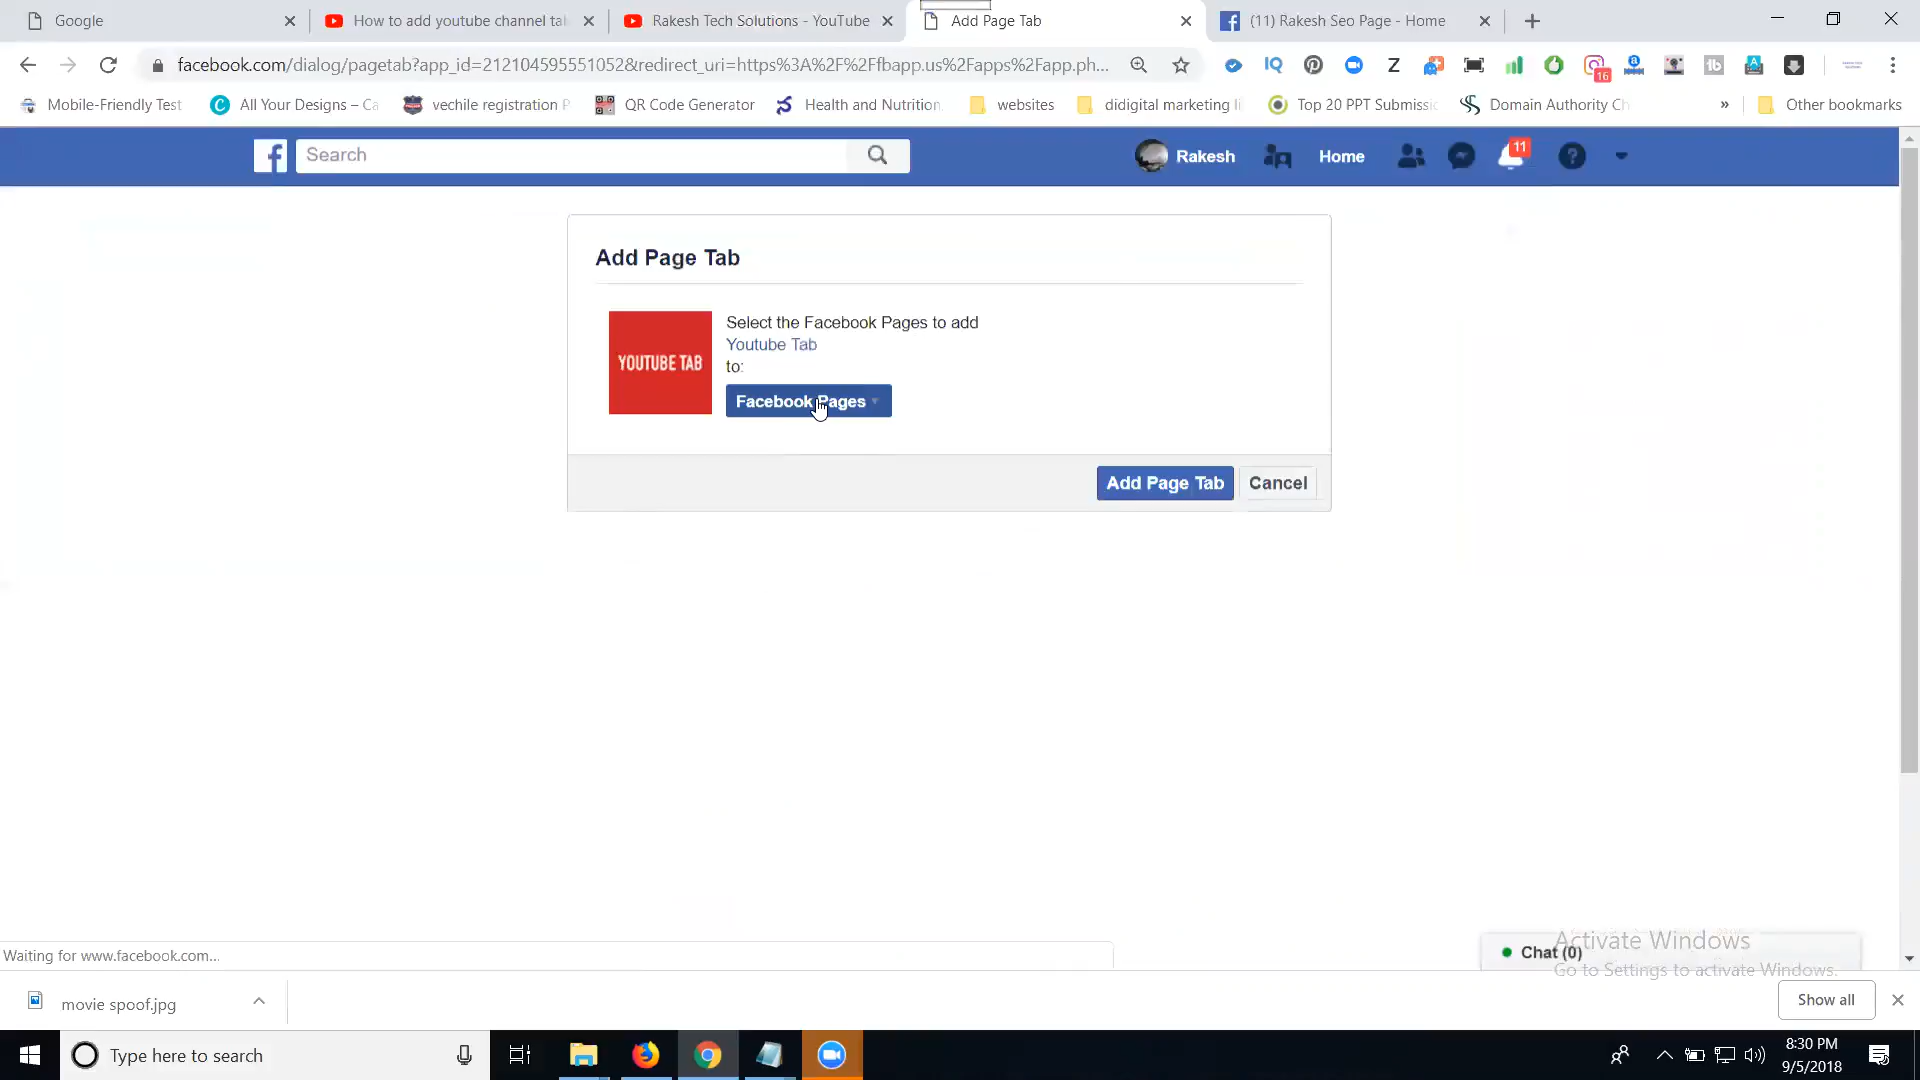 Google
How to add youtube channel tal
Rakesh Tech Solutions - YouTube
Add Page Tab
(11) Rakesh Seo Page - Home
facebook.com/dialog/pagetab?app_id=212104595551052&redirect_uri=https%3A%2F%2Ffbapp.us%2Fapps%2Fapp.ph...
16
Mobile-Friendly Test
All Your Designs – Ca
vechile registration P
QR Code Generator
Health and Nutrition
websites
didigital marketing li
Top 20 PPT Submissic
Domain Authority Ch
»
Other bookmarks
Search
Rakesh
Home
11
Add Page Tab
YOUTUBE TAB
Select the Facebook Pages to add
Youtube Tab
to:
Facebook Pages
Add Page Tab
Cancel
Waiting for www.facebook.com...
Chat (0)
Activate Windows
Go to Settings to activate Windows.
movie spoof.jpg
Show all
Type here to search
8:30 PM
9/5/2018